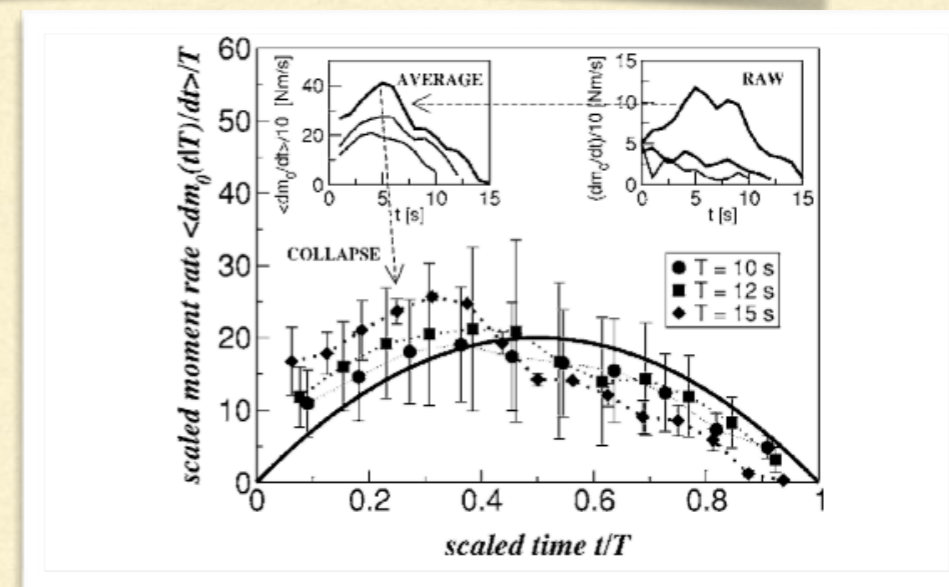 60
50
40
30
20
10
0
scaled moment rate <dm₀(t|T)/dt>/T
0
0.2
0.4
0.6
0.8
1
scaled time t/T
AVERAGE
40
20
0
<dm₀/dt>/10 [Nm/s]
0
5
10
15
t [s]
RAW
15
10
5
0
(dm₀/dt)/10 [Nm/s]
0
5
10
15
t [s]
COLLAPSE
T = 10 s
T = 12 s
T = 15 s